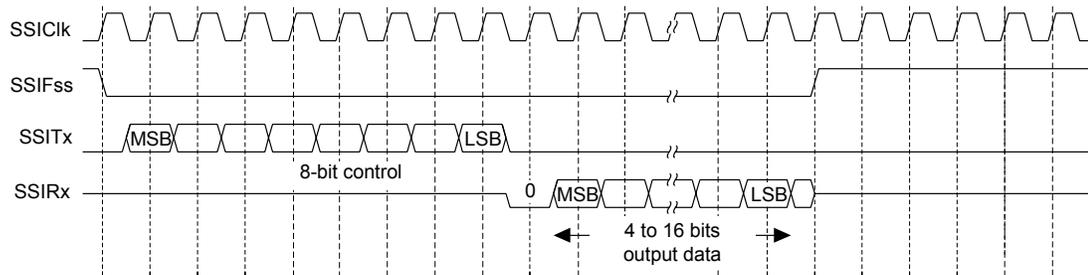 SSIClk
SSIFss
SSITx
MSB
LSB
8-bit control
SSIRx
0
MSB
LSB
4 to 16 bits
output data